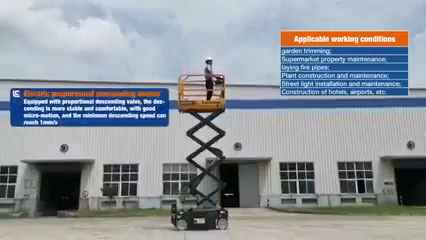 Equipped with proportional descending valve, the des-
cending is more stable and comfortable, with good
micro-motion, and the minimum descending speed can
reach 1mm/s
Applicable working conditions
garden trimming;
Supermarket property maintenance;
laying fire pipes;
Plant construction and maintenance;
Street light installation and maintenance;
Construction of hotels, airports, etc.